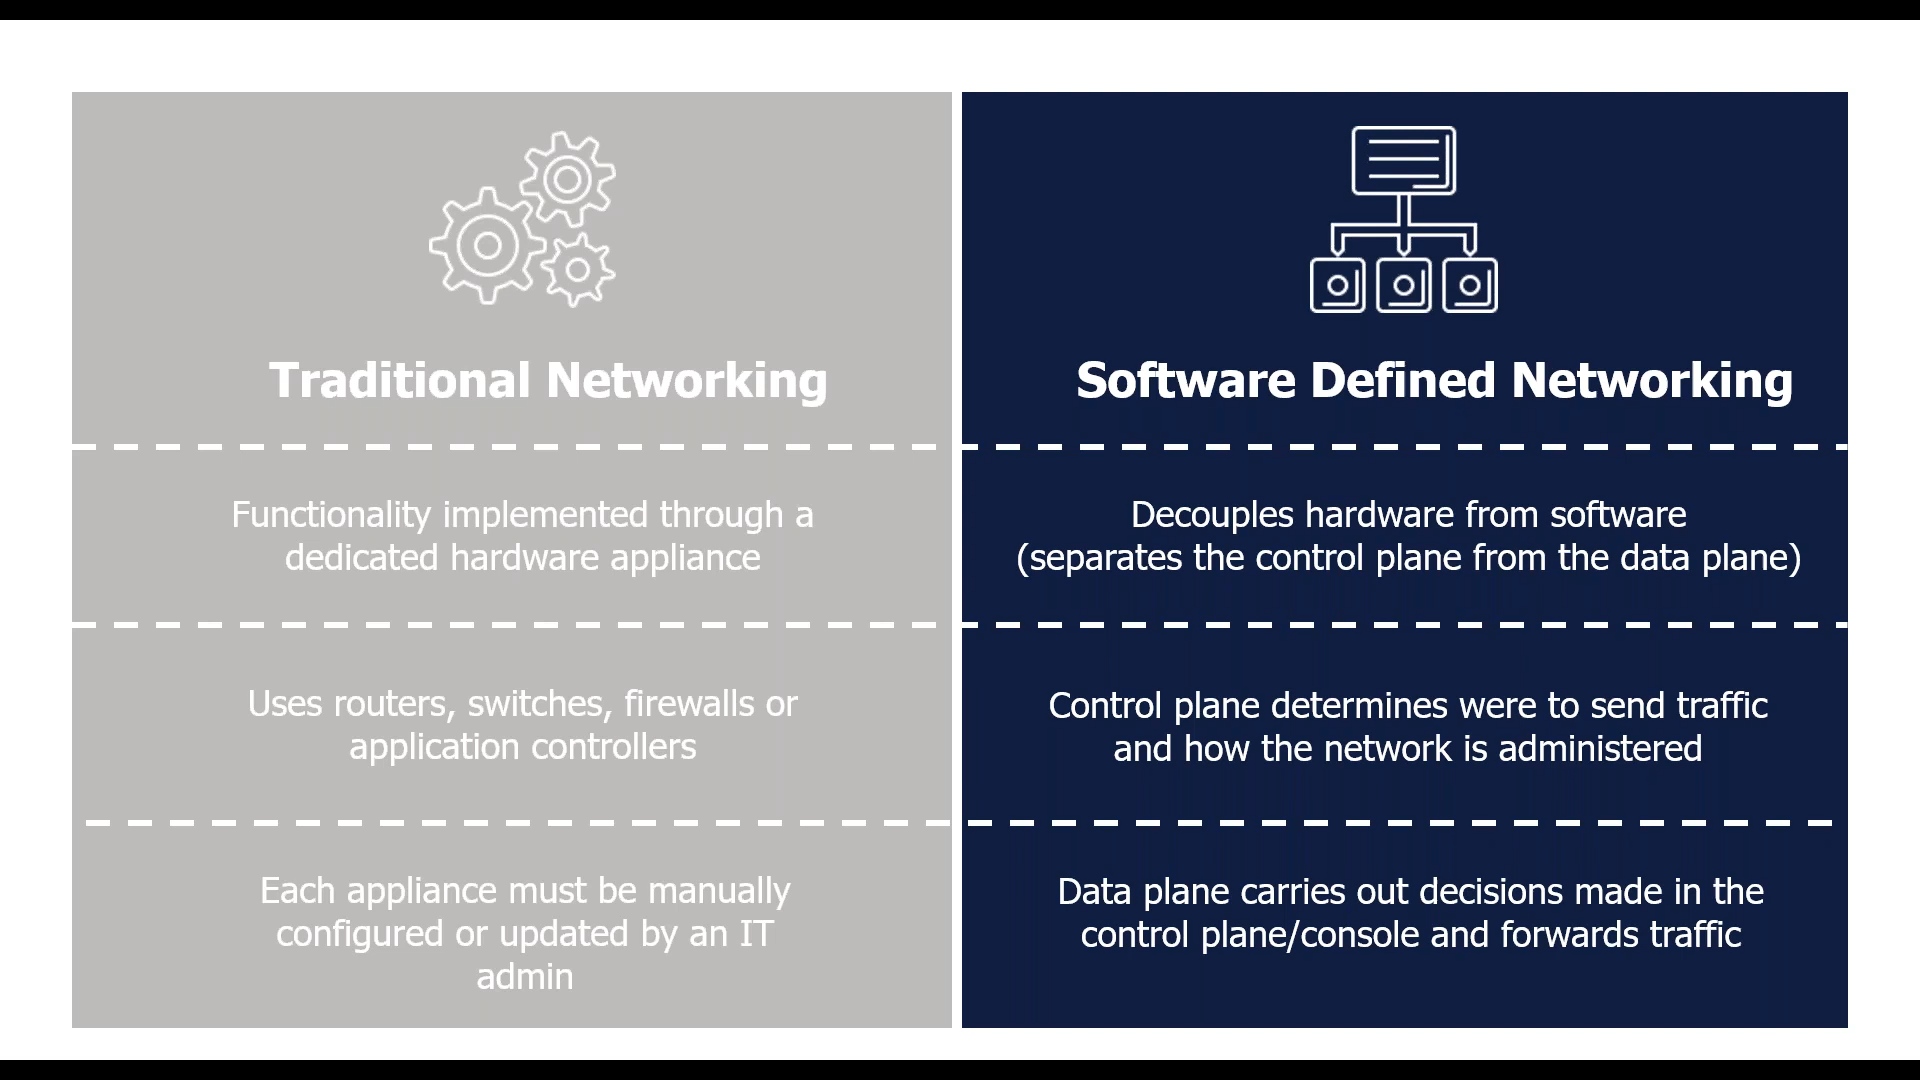 Traditional Networking
Functionality implemented through a
dedicated hardware appliance
Uses routers, switches, firewalls or
application controllers
Each appliance must be manually
configured or updated by an IT
admin
Software Defined Networking
Decouples hardware from software
(separates the control plane from the data plane)
Control plane determines were to send traffic
and how the network is administered
Data plane carries out decisions made in the
control plane/console and forwards traffic